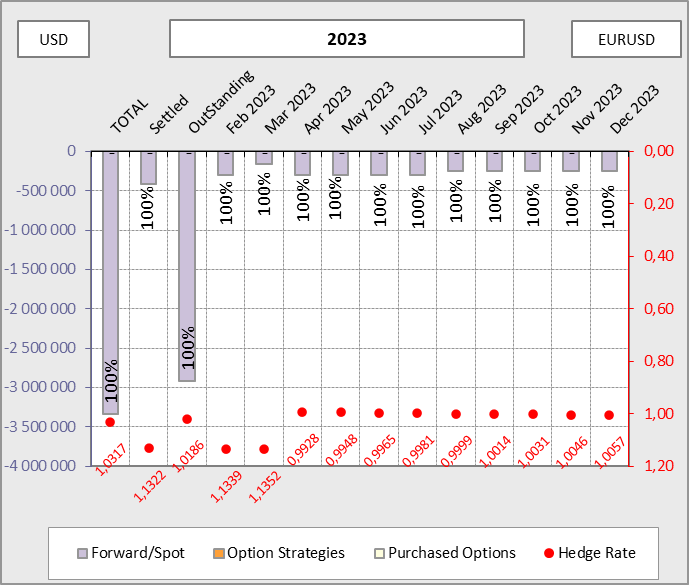 USD
2023
EURUSD
TOTAL
Settled
OutStanding
Feb 2023
Mar 2023
Apr 2023
May 2023
Jun 2023
Jul 2023
Aug 2023
Sep 2023
Oct 2023
Nov 2023
Dec 2023
0
-500 000
-1 000 000
-1 500 000
-2 000 000
-2 500 000
-3 000 000
-3 500 000
-4 000 000
100%
100%
100%
100%
100%
100%
100%
100%
100%
100%
100%
100%
100%
100%
0,00
0,20
0,40
0,60
0,80
1,00
1,20
1,0317
1,1322
1,0186
1,1339
1,1352
0,9928
0,9948
0,9965
0,9981
0,9999
1,0014
1,0031
1,0046
1,0057
Forward/Spot Option Strategies Purchased Options Hedge Rate